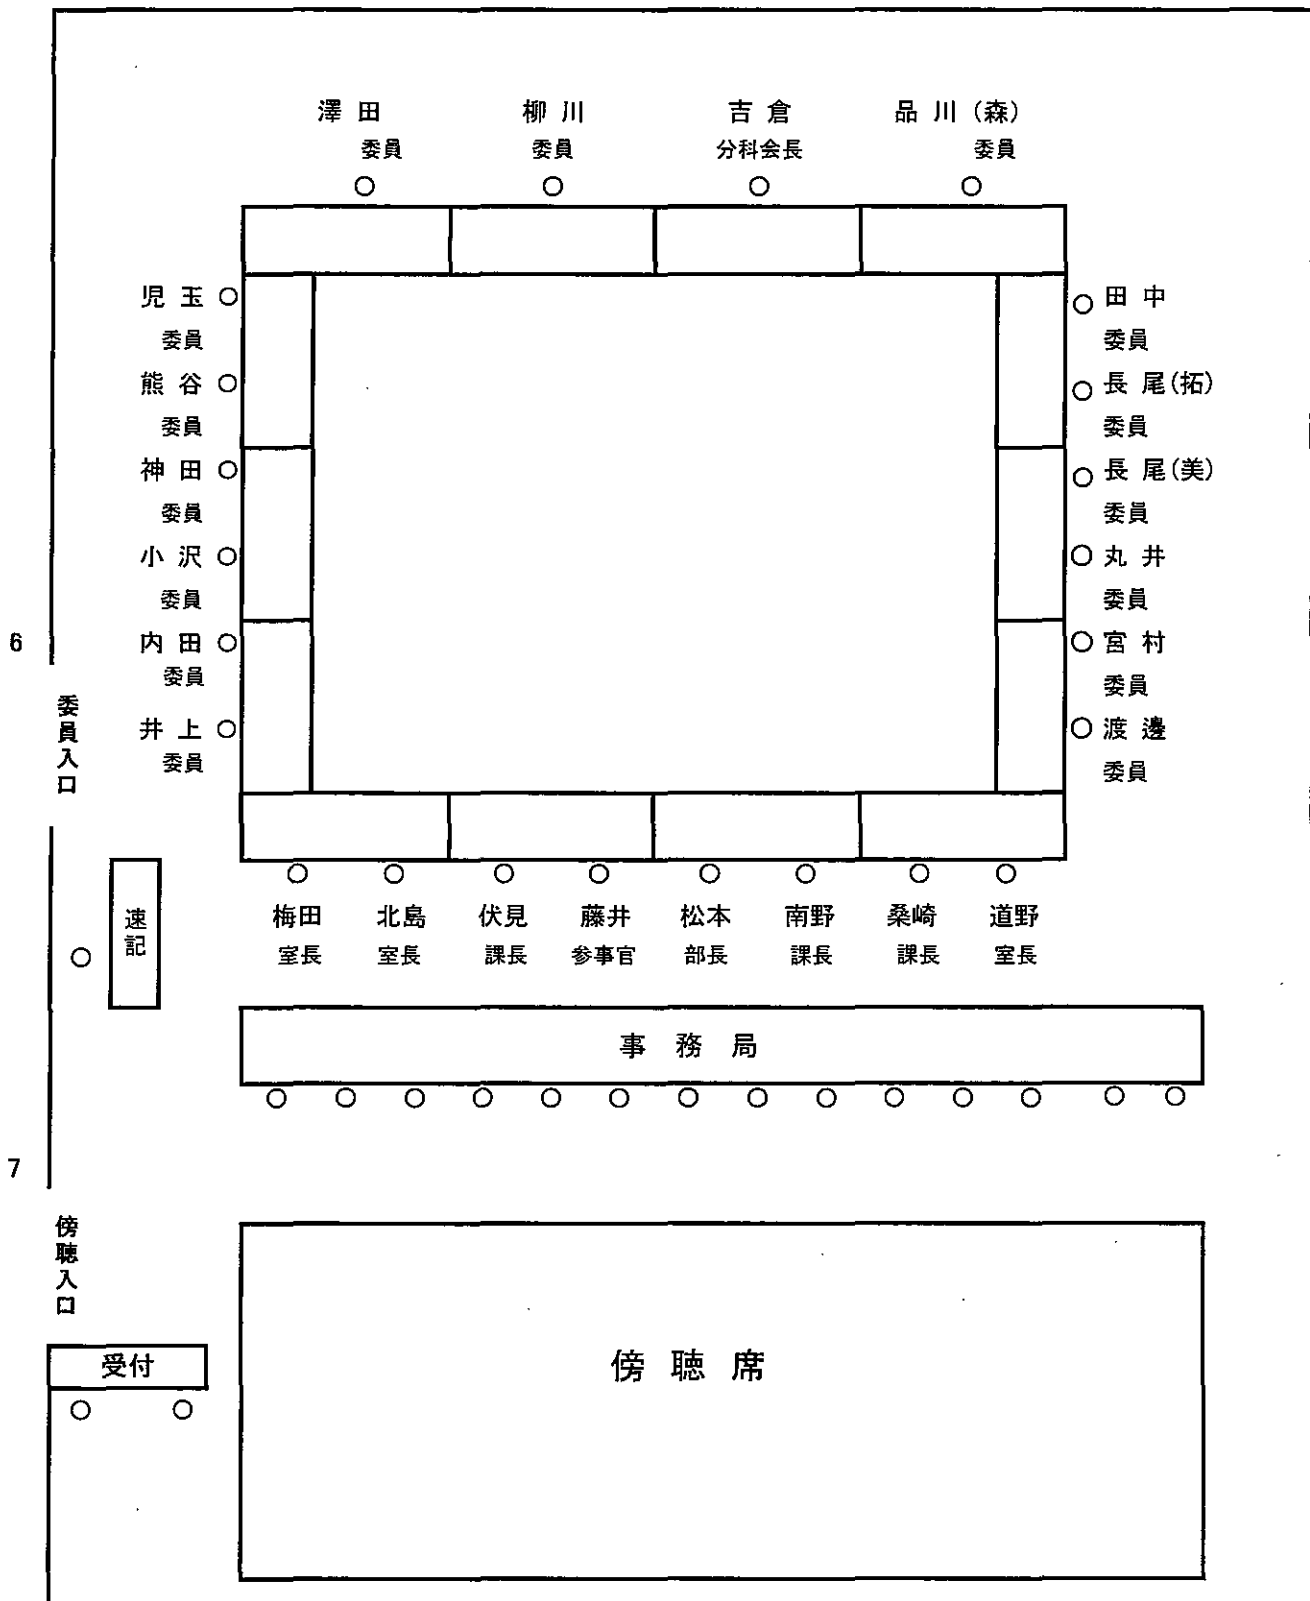 澤田 柳川 吉倉 品川(森)
委員 委員 分科会長 委員
児玉 田中
委員 委員
熊谷 長尾(拓)
委員 委員
神田 長尾(美)
委員 委員
小沢 丸井
委員 委員
6 内田 宮村
委員 委員
委員入口
井上 渡邊
委員 委員
速記
梅田 北島 伏見 藤井 松本 南野 桑崎 道野
室長 室長 課長 参事官 部長 課長 課長 室長
事務局
7
傍聴入口
受付
傍聴席